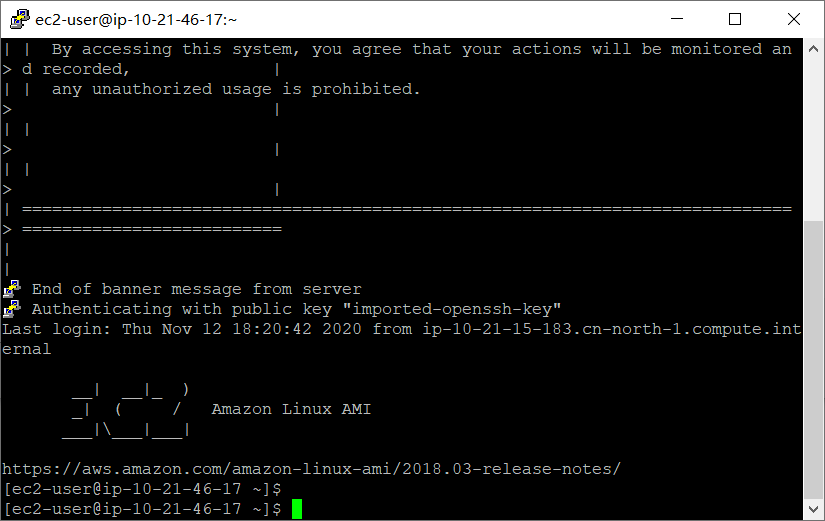 ec2-user@ip-10-21-46-17:~
| |  By accessing this system, you agree that your actions will be monitored an
> d recorded,              |
| |  any unauthorized usage is prohibited.
>                          |
| |
>                          |
| |
>                          |
| =============================================================================
> ==========================
|
|
End of banner message from server
Authenticating with public key "imported-openssh-key"
Last login: Thu Nov 12 18:20:42 2020 from ip-10-21-15-183.cn-north-1.compute.int
ernal
       __|  __|_  )
       _|  (     /   Amazon Linux AMI
      ___|\___|___|
https://aws.amazon.com/amazon-linux-ami/2018.03-release-notes/
[ec2-user@ip-10-21-46-17 ~]$
[ec2-user@ip-10-21-46-17 ~]$